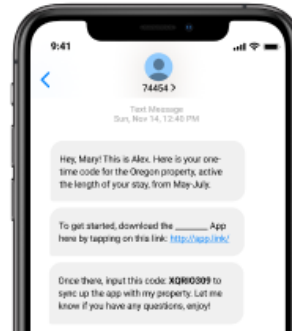 9:41
74454 >
Text Message
Sun, Nov 14, 12:40 PM
Hey, Mary! This is Alex. Here is your one-
time code for the Oregon property, active
the length of your stay, from May-July.
To get started, download the ______ App
here by tapping on this link: http://app.link/
Once there, input this code: XQRIO309 to
sync up the app with my property. Let me
know if you have any questions, enjoy!